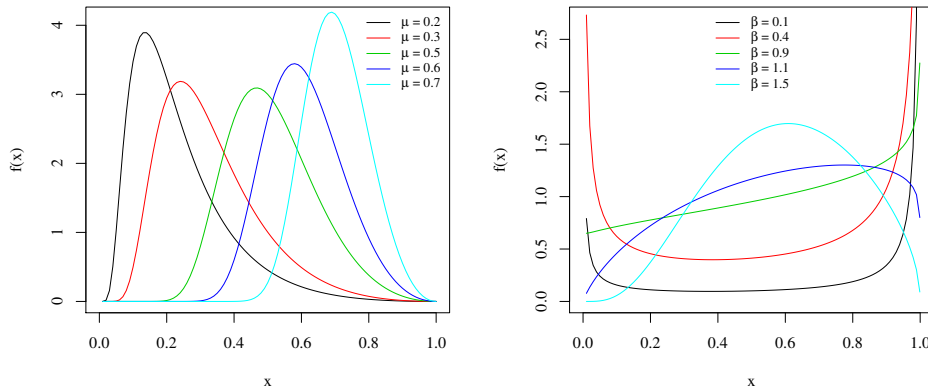 μ = 0.2
μ = 0.3
μ = 0.5
μ = 0.6
μ = 0.7
f(x)
0 1 2 3 4
0.0 0.2 0.4 0.6 0.8 1.0
x
β = 0.1
β = 0.4
β = 0.9
β = 1.1
β = 1.5
f(x)
0.0 0.5 1.0 1.5 2.0 2.5
0.0 0.2 0.4 0.6 0.8 1.0
x